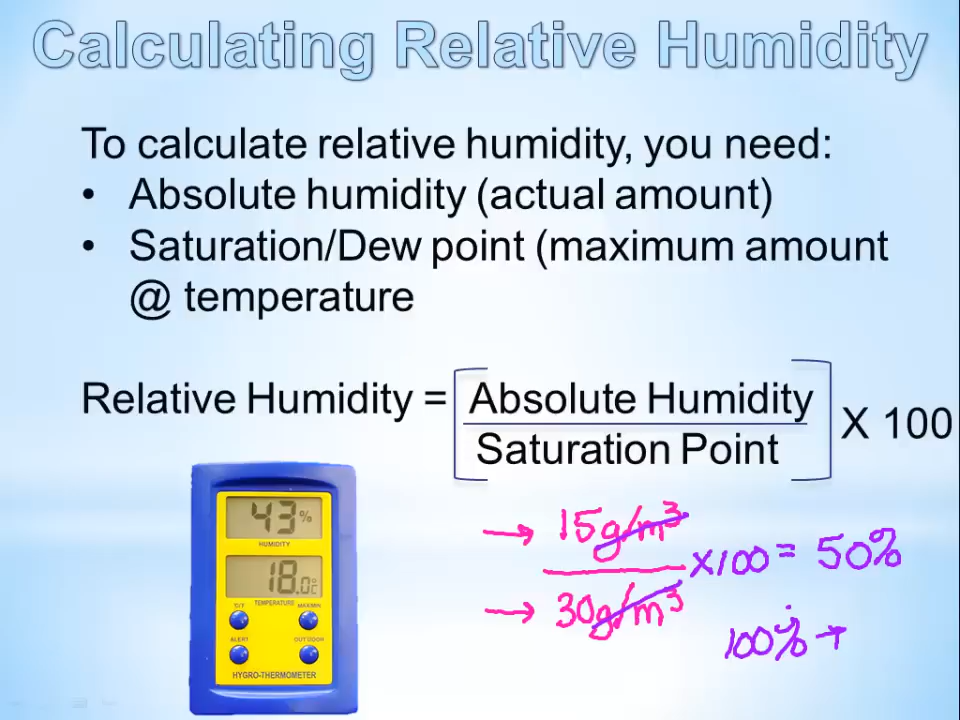 Calculating Relative Humidity
To calculate relative humidity, you need:
• Absolute humidity (actual amount)
• Saturation/Dew point (maximum amount
@ temperature
Relative Humidity = [Absolute Humidity
Saturation Point] X 100
43%
HUMIDITY
18.0°C
TEMPERATURE
MAX/MIN
ALERT
OUTDOOR
HYGRO-THERMOMETER
→ 15g/m³
x100 = 50%
→ 30g/m³
100% →